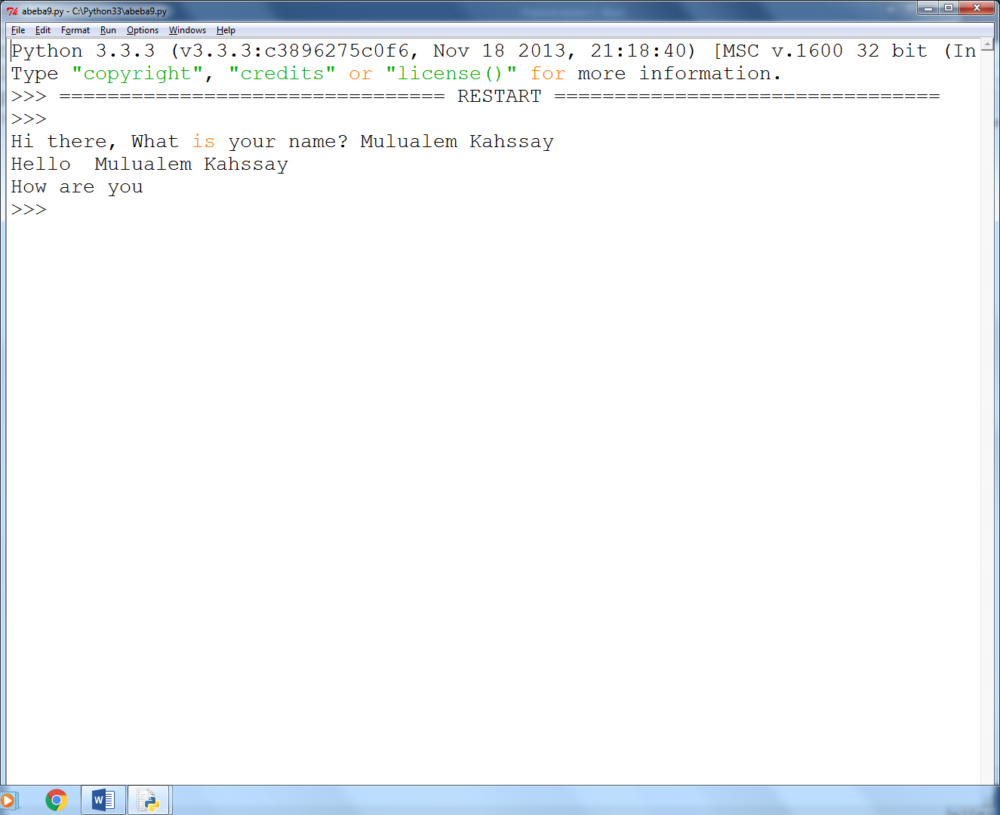 abeba9.py - C:\Python33\abeba9.py
File Edit Format Run Options Windows Help
Python 3.3.3 (v3.3.3:c3896275c0f6, Nov 18 2013, 21:18:40) [MSC v.1600 32 bit (In
Type "copyright", "credits" or "license()" for more information.
>>> ================================ RESTART ================================
>>>
Hi there, What is your name? Mulualem Kahssay
Hello  Mulualem Kahssay
How are you
>>>